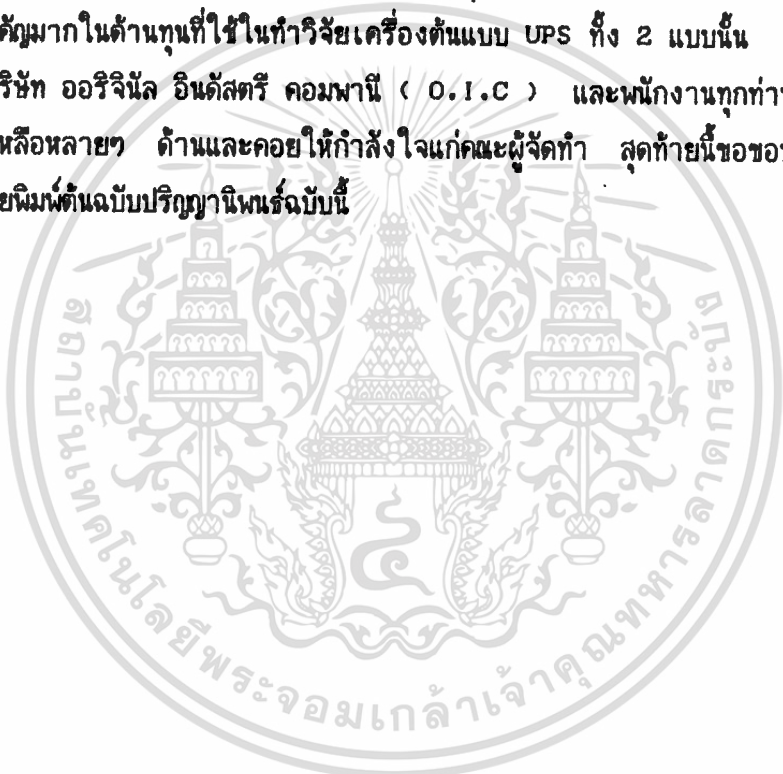 คัญมากในด้านทุนที่ใช้ในทำวิจัยเครื่องต้นแบบ UPS ทั้ง 2 แบบนั้น
ริษัท ออริจินัล อินดัสตรี คอมพานี ( O.I.C ) และพนักงานทุกท่า
หลือหลายๆ ด้านและคอยให้กำลังใจแก่คณะผู้จัดทำ สุดท้ายนี้ขอขอ
ยพิมพ์ต้นฉบับปริญญานิพนธ์ฉบับนี้
สถาบันเทคโนโลยีพระจอมเกล้าเจ้าคุณทหารลาดกระบัง